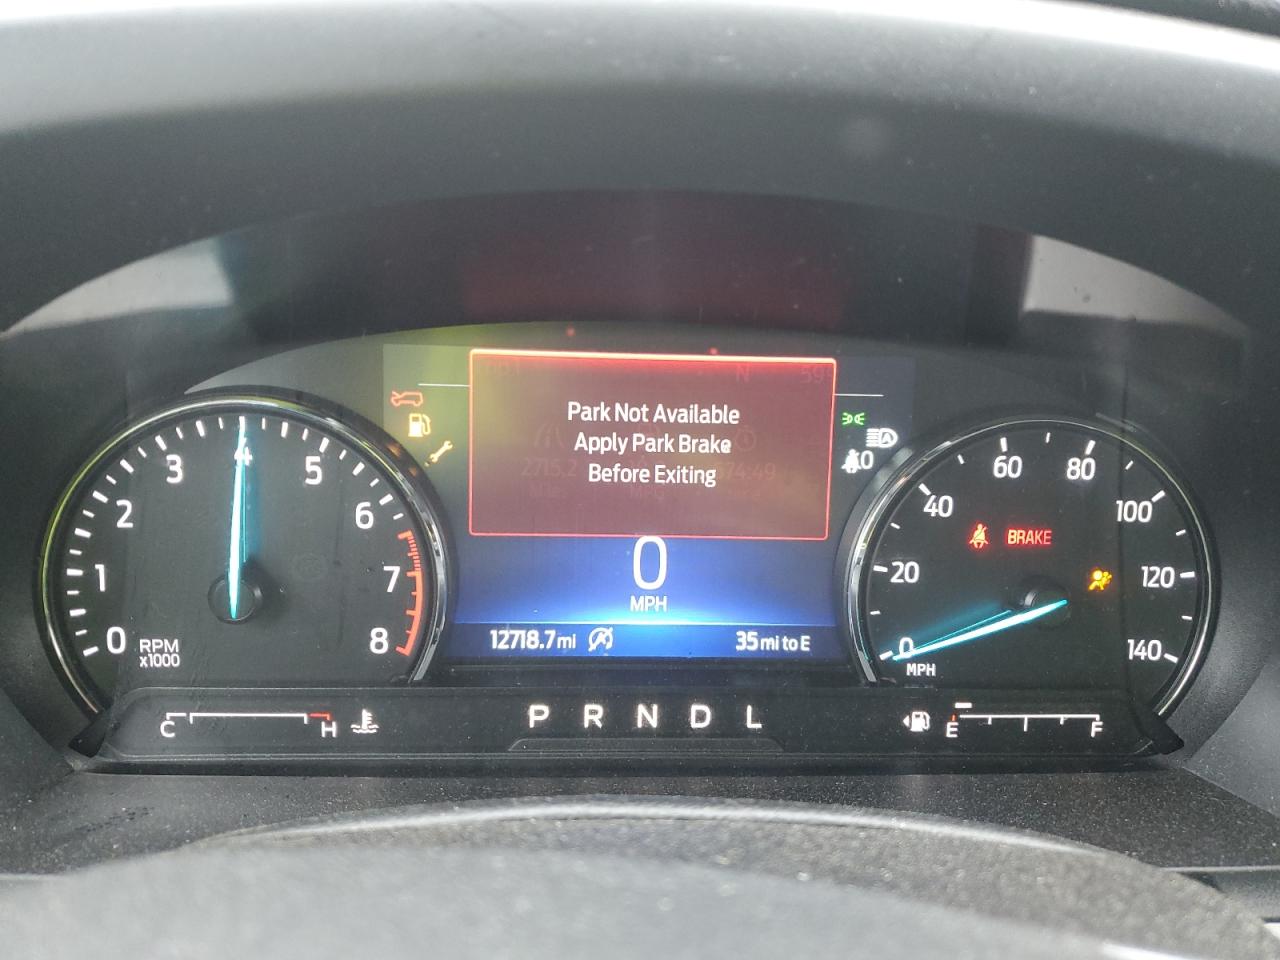 Park Not Available
Apply Park Brake
Before Exiting
0
MPH
12718.7 mi
35 mi to E
0
1
2
3
4
5
6
7
8
RPM
x1000
0
20
40
60
80
100
120
140
MPH
BRAKE
C
H
P R N D L
E
F